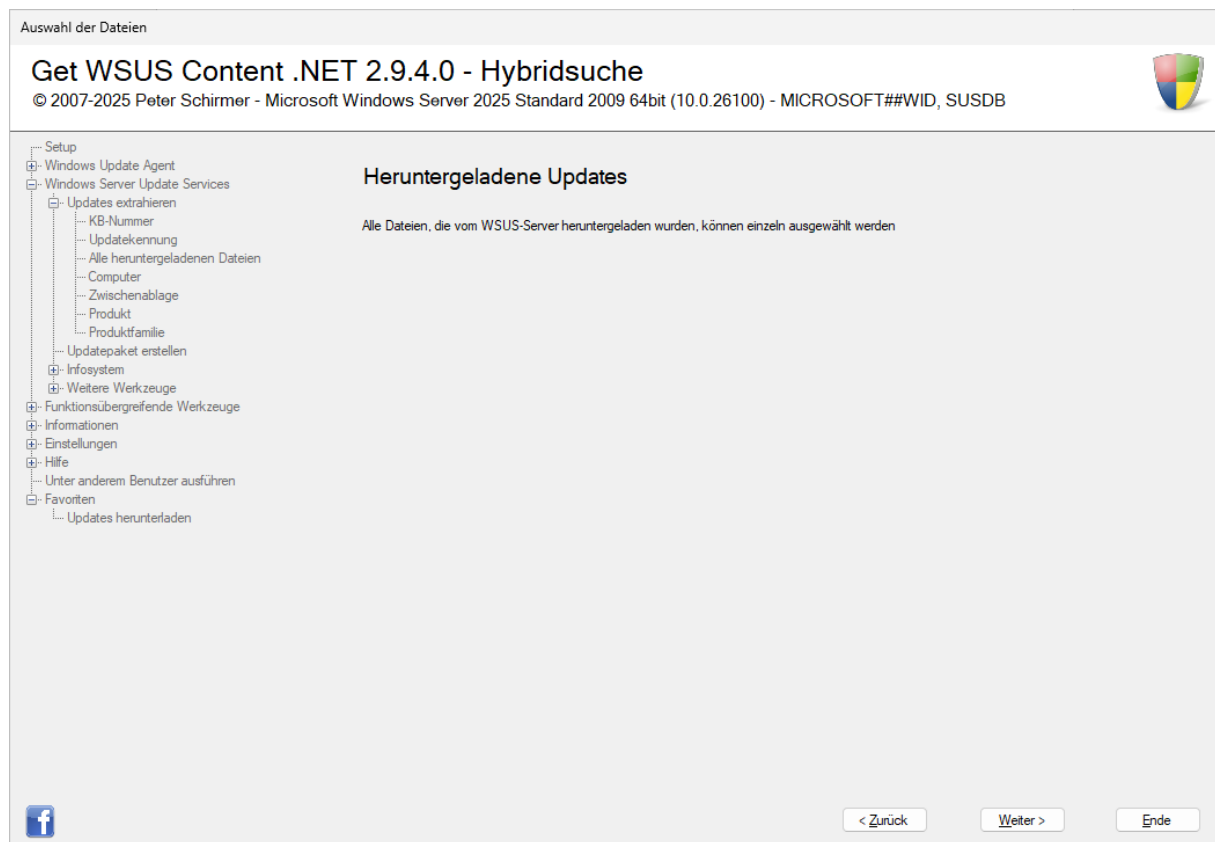 Auswahl der Dateien
Get WSUS Content .NET 2.9.4.0 - Hybridsuche
© 2007-2025 Peter Schirmer - Microsoft Windows Server 2025 Standard 2009 64bit (10.0.26100) - MICROSOFT##WID, SUSDB
Setup
Windows Update Agent
Windows Server Update Services
Updates extrahieren
KB-Nummer
Updatekennung
Alle heruntergeladenen Dateien
Computer
Zwischenablage
Produkt
Produktfamilie
Updatepaket erstellen
Infosystem
Weitere Werkzeuge
Funktionsübergreifende Werkzeuge
Informationen
Einstellungen
Hilfe
Unter anderem Benutzer ausführen
Favoriten
Updates herunterladen
Heruntergeladene Updates
Alle Dateien, die vom WSUS-Server heruntergeladen wurden, können einzeln ausgewählt werden
f
< Zurück
Weiter >
Ende